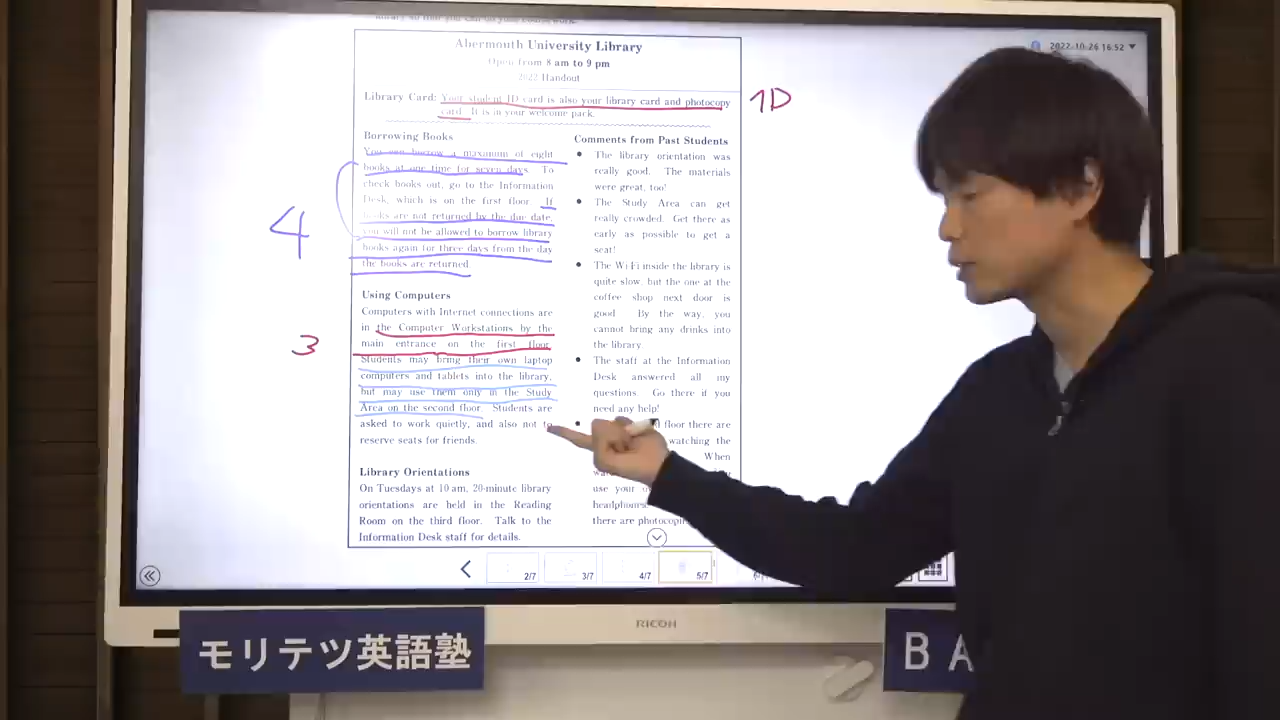 library so that you can do your coursework.
Abermouth University Library
Open from 8 am to 9 pm
2022 Handout
Library Card: Your student ID card is also your library card and photocopy
card. It is in your welcome park.
Borrowing Books
You can borrow a maximum of eight
books at one time for seven days. To
check books out, go to the Information
Desk, which is on the first floor. If
books are not returned by the due date,
you will not be allowed to borrow library
books again for three days from the day
the books are returned.
Using Computers
Computers with Internet connections are
in the Computer Workstations by the
main entrance on the first floor.
Students may bring their own laptop
computers and tablets into the library,
but may use them only in the Study
Area on the second floor. Students are
asked to work quietly, and also not to
reserve seats for friends.
Library Orientations
On Tuesdays at 10 am, 20-minute library
orientations are held in the Reading
Room on the third floor. Talk to the
Information Desk staff for details.
Comments from Past Students
● The library orientation was
really good. The materials
were great, too!
● The Study Area can get
really crowded. Get there as
early as possible to get a
seat!
● The WiFi inside the library is
quite slow, but the one at the
coffee shop next door is
good. By the way, you
cannot bring any drinks into
the library.
● The staff at the Information
Desk answered all my
questions. Go there if you
need any help!
● floor there are
watching the
When
use your
headphones.
there are photocopi
ID
4
3
2022-10-26 16:52
2/7
3/7
4/7
5/7
RICOH
モリテツ英語塾
BA